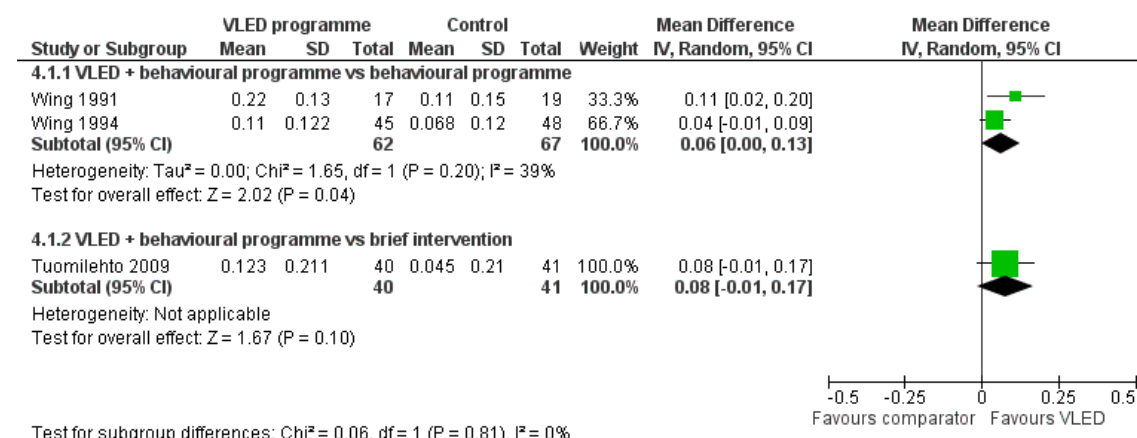 VLED programme Control Mean Difference Mean Difference
Study or Subgroup Mean SD Total Mean SD Total Weight IV, Random, 95% CI IV, Random, 95% CI
4.1.1 VLED + behavioural programme vs behavioural programme
Wing 1991 0.22 0.13 17 0.11 0.15 19 33.3% 0.11 [0.02, 0.20]
Wing 1994 0.11 0.122 45 0.068 0.12 48 66.7% 0.04 [-0.01, 0.09]
Subtotal (95% CI) 62 67 100.0% 0.06 [0.00, 0.13]
Heterogeneity: Tau² = 0.00; Chi² = 1.65, df = 1 (P = 0.20); I² = 39%
Test for overall effect: Z = 2.02 (P = 0.04)
4.1.2 VLED + behavioural programme vs brief intervention
Tuomilehto 2009 0.123 0.211 40 0.045 0.21 41 100.0% 0.08 [-0.01, 0.17]
Subtotal (95% CI) 40 41 100.0% 0.08 [-0.01, 0.17]
Heterogeneity: Not applicable
Test for overall effect: Z = 1.67 (P = 0.10)
-0.5 -0.25 0 0.25 0.5
Favours comparator Favours VLED
Test for subgroup differences: Chi² = 0.06, df = 1 (P = 0.81), I² = 0%